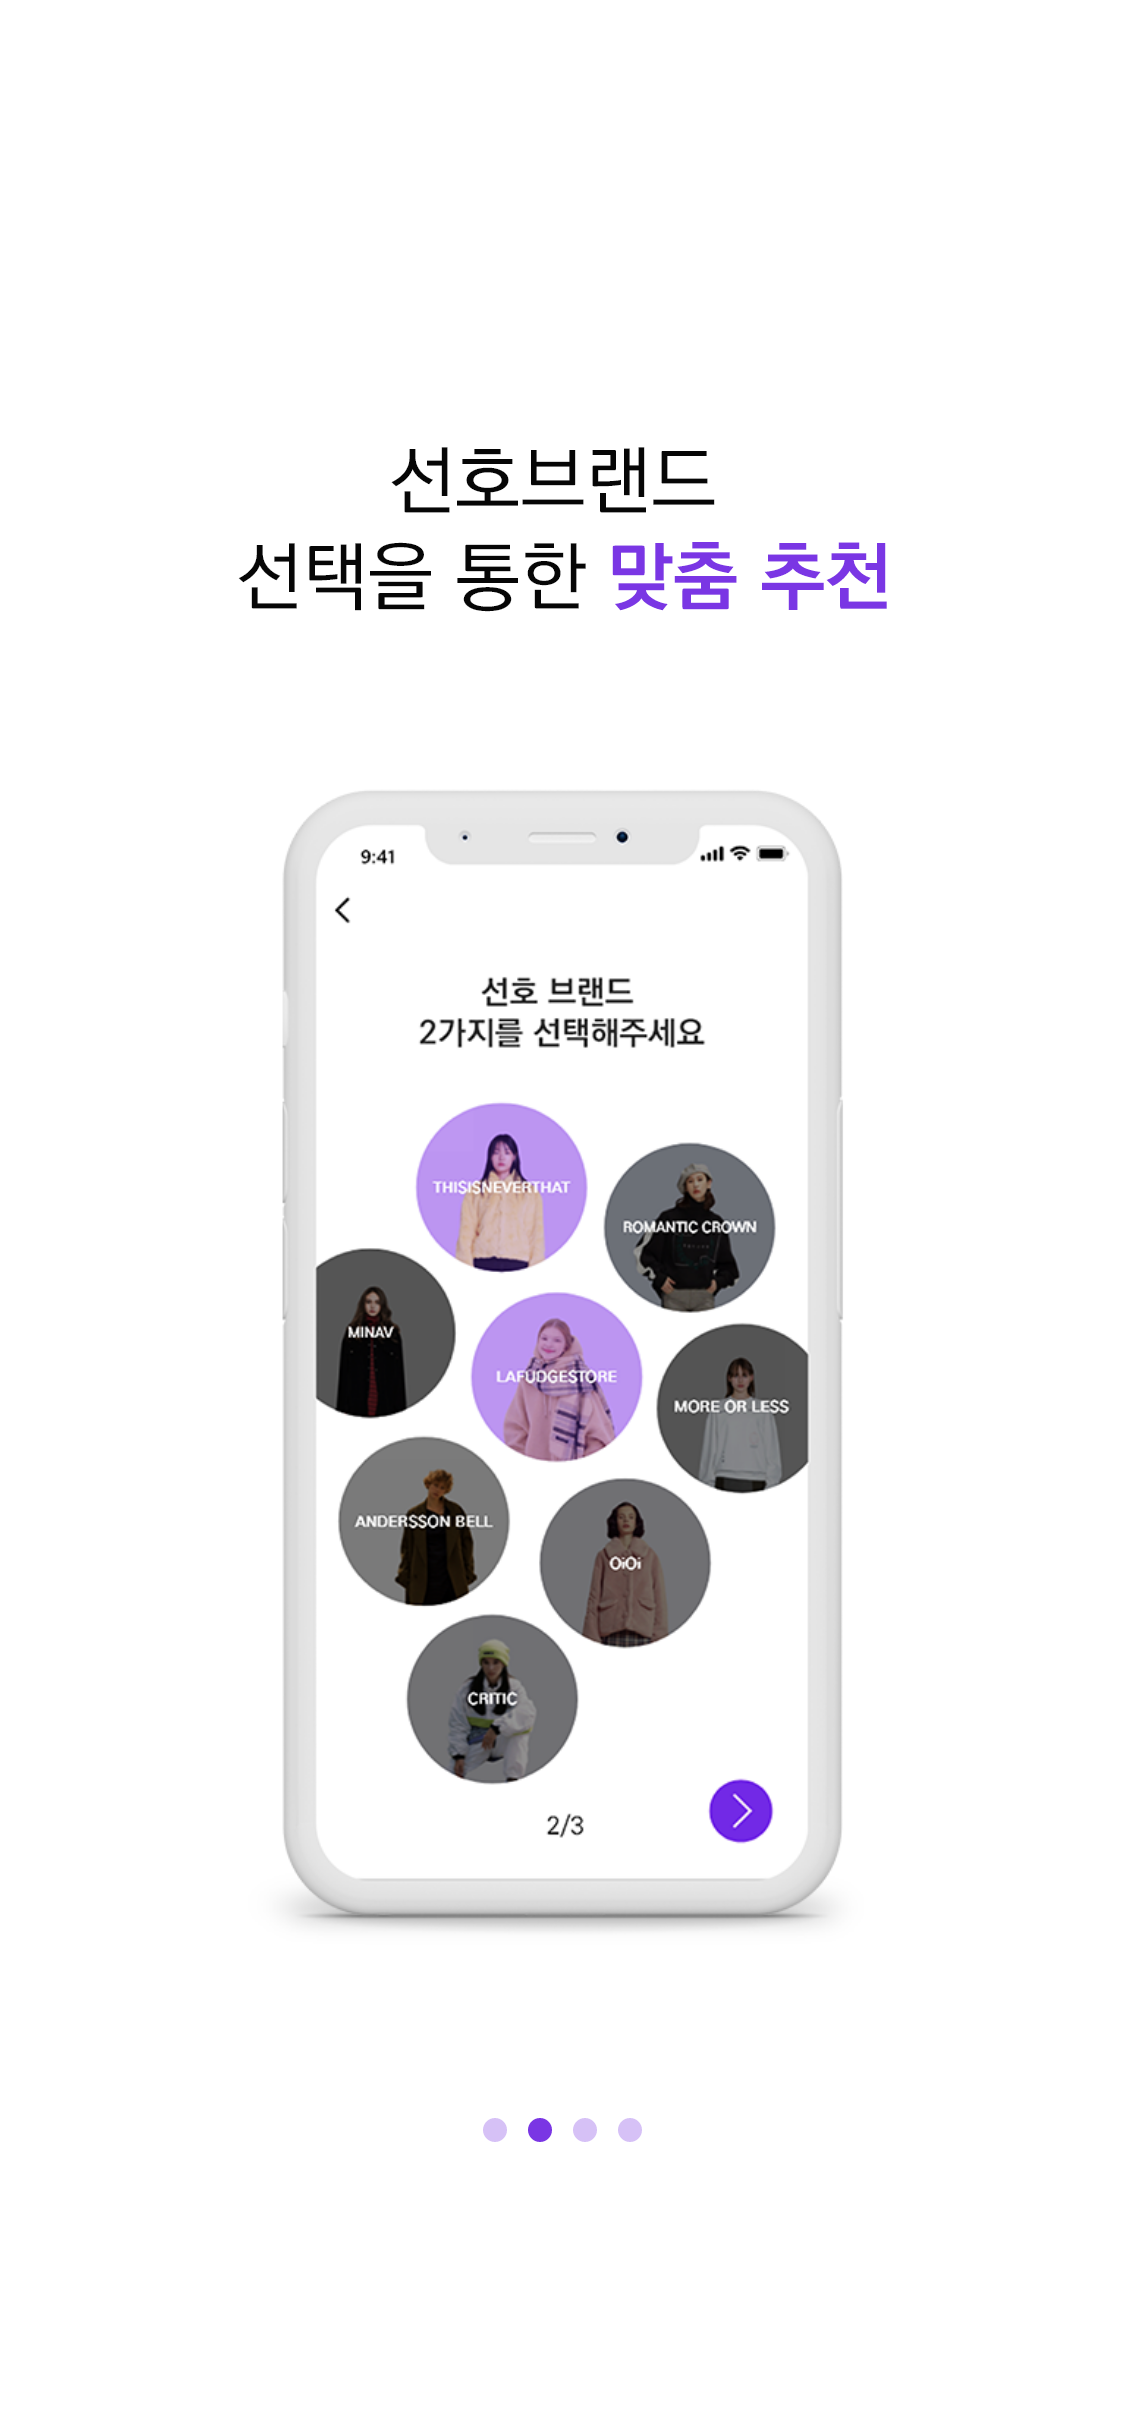 선호브랜드
선택을 통한 맞춤 추천
9:41
선호 브랜드
2가지를 선택해주세요
THISISNEVERTHAT
ROMANTIC CROWN
MINAV
LAFUDGESTORE
MORE OR LESS
ANDERSSON BELL
OiOi
CRITIC
2/3